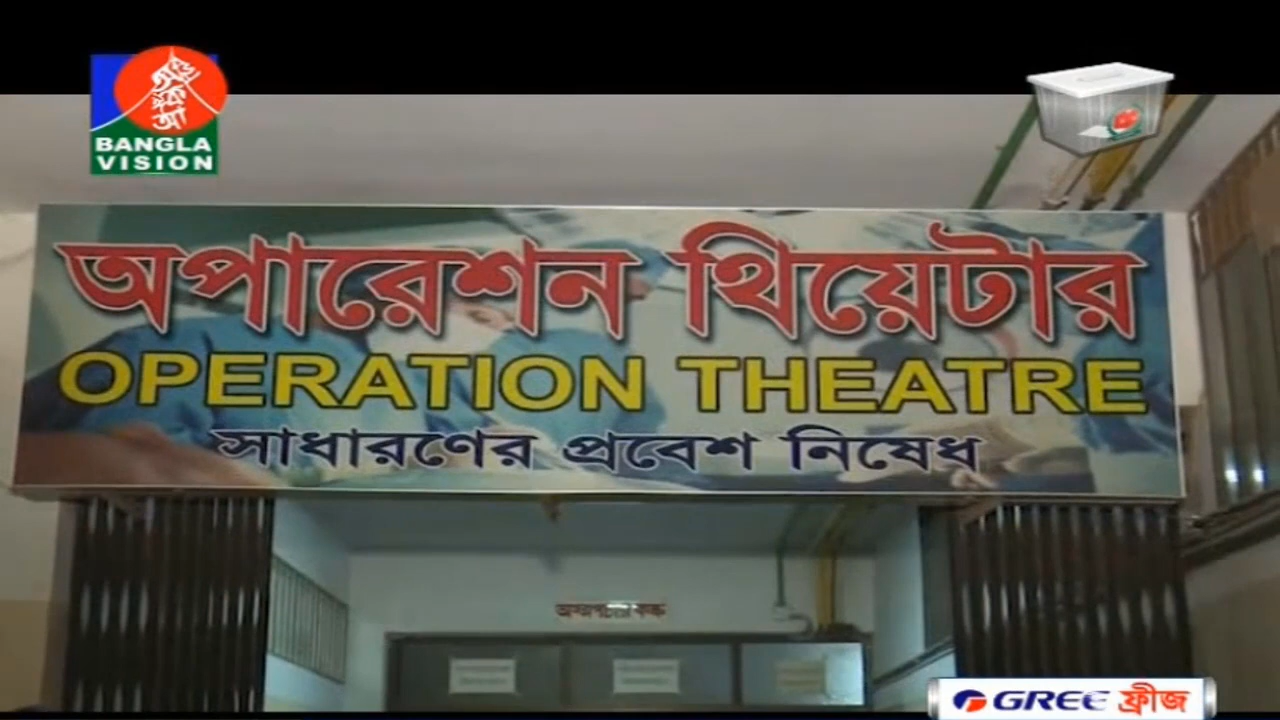 BANGLA
VISION
অপারেশন থিয়েটার
OPERATION THEATRE
সাধারণের প্রবেশ নিষেধ
GREE ফ্রীজ